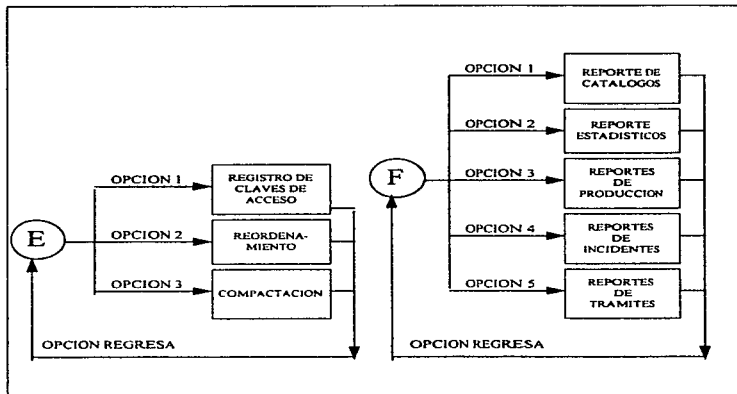 E
OPCION 1
REGISTRO DE
CLAVES DE
ACCESO
OPCION 2
REORDENA-
MIENTO
OPCION 3
COMPACTACION
OPCION REGRESA
F
OPCION 1
REPORTE DE
CATALOGOS
OPCION 2
REPORTE
ESTADISTICOS
OPCION 3
REPORTES
DE
PRODUCCION
OPCION 4
REPORTES
DE
INCIDENTES
OPCION 5
REPORTES
DE
TRAMITES
OPCION REGRESA